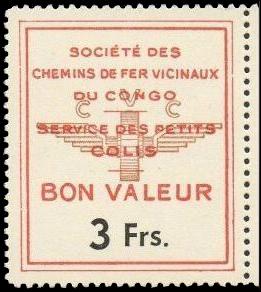 SOCIÉTÉ DES
CHEMINS DE FER VICINAUX
DU CONGO
C V C
SERVICE DES PETITS
COLIS
BON VALEUR
3 Frs.